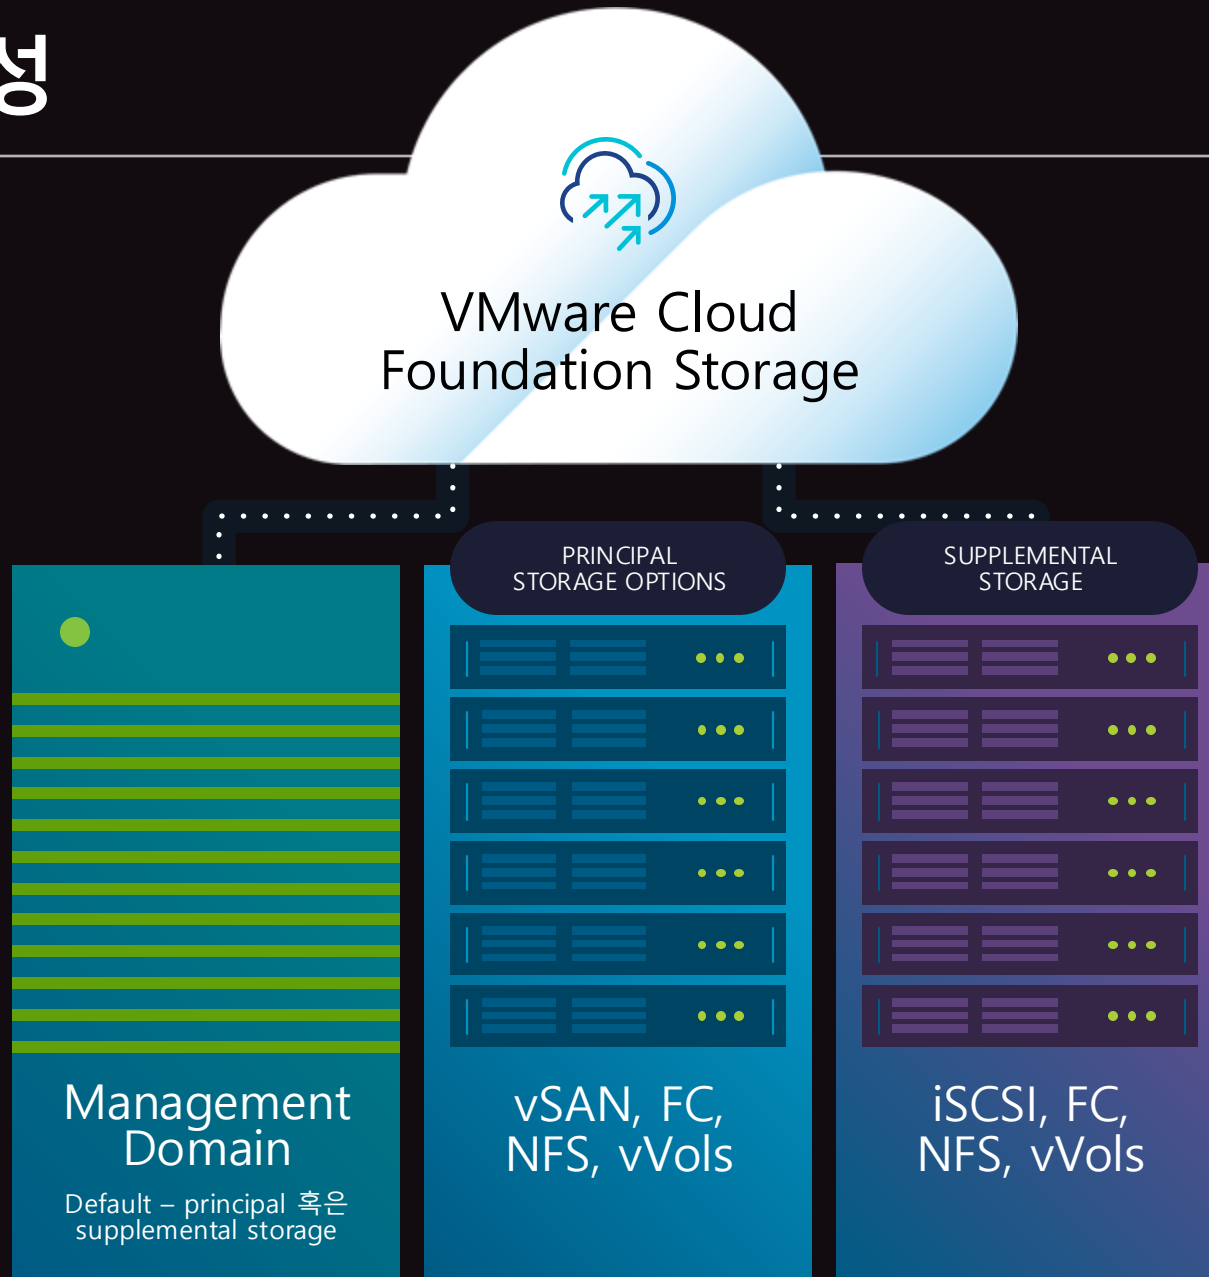 성
VMware Cloud
Foundation Storage
PRINCIPAL
STORAGE OPTIONS
SUPPLEMENTAL
STORAGE
Management
Domain
Default – principal 혹은
supplemental storage
vSAN, FC,
NFS, vVols
iSCSI, FC,
NFS, vVols